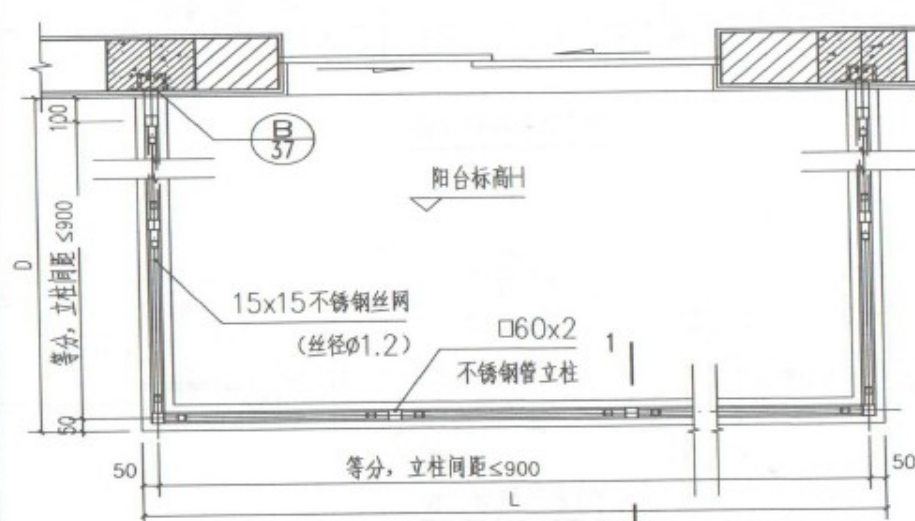 100
B
37
阳台标高H
等分，立柱间距≤900
D
15x15不锈钢丝网
（丝径Ø1.2）
□60x2
不锈钢管立柱
1
50
50
等分，立柱间距≤900
50
L